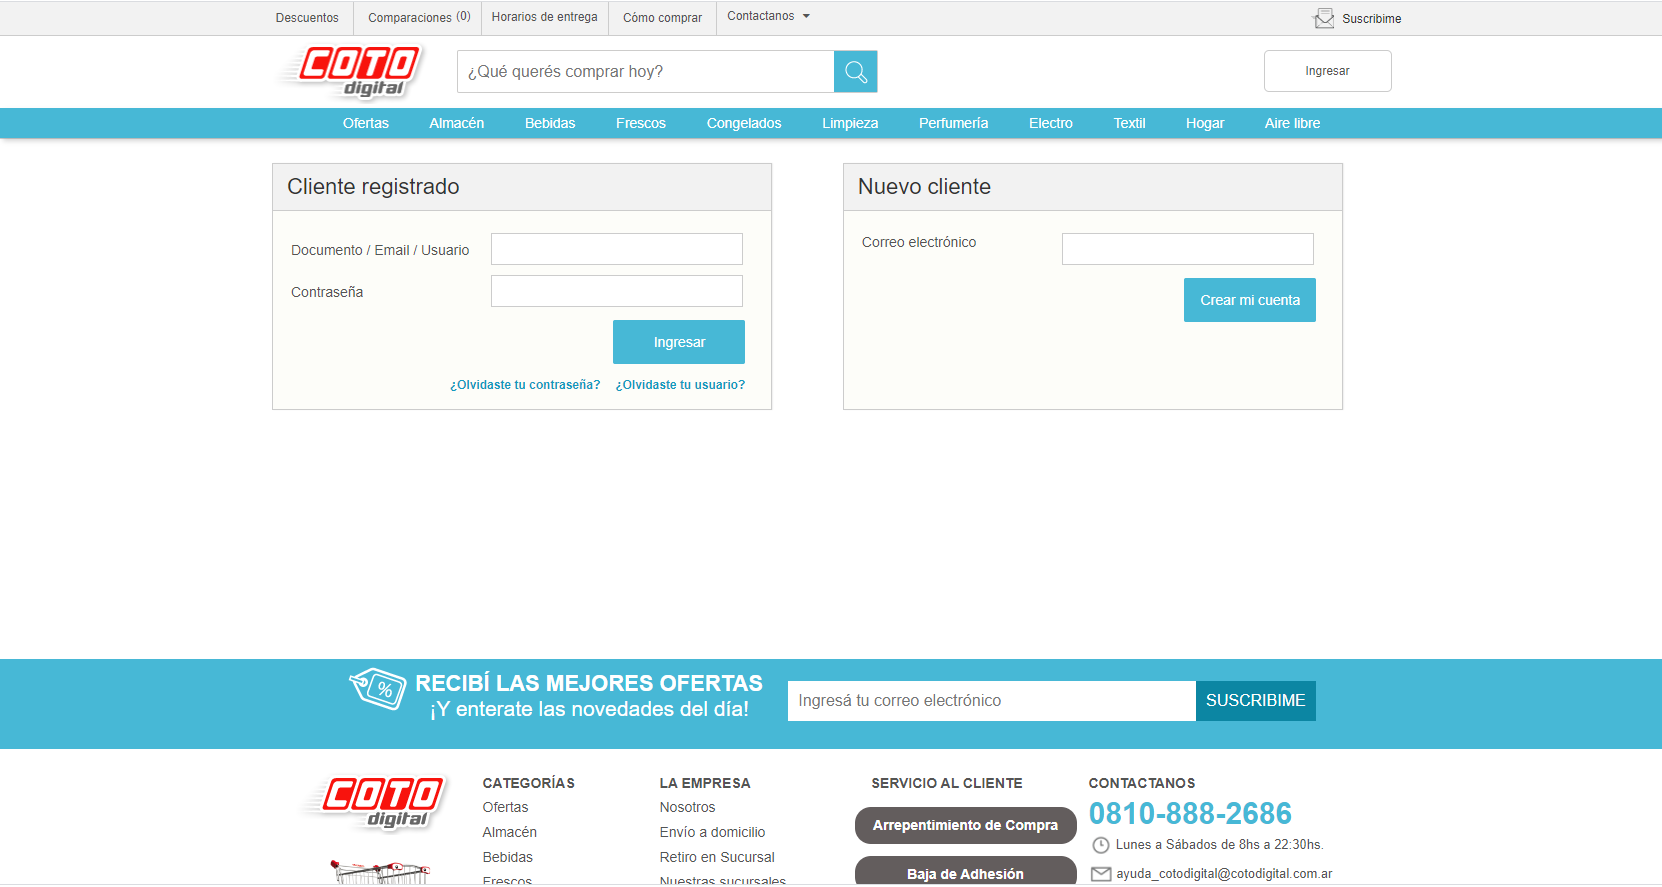 Descuentos
Comparaciones (0)
Horarios de entrega
Cómo comprar
Contactanos
Suscribime
COTO
digital
¿Qué querés comprar hoy?
Ingresar
Ofertas
Almacén
Bebidas
Frescos
Congelados
Limpieza
Perfumería
Electro
Textil
Hogar
Aire libre
Cliente registrado
Documento / Email / Usuario
Contraseña
Ingresar
¿Olvidaste tu contraseña?
¿Olvidaste tu usuario?
Nuevo cliente
Correo electrónico
Crear mi cuenta
%
RECIBÍ LAS MEJORES OFERTAS
¡Y enterate las novedades del día!
Ingresá tu correo electrónico
SUSCRIBIME
COTO
digital
CATEGORÍAS
Ofertas
Almacén
Bebidas
Frescos
LA EMPRESA
Nosotros
Envío a domicilio
Retiro en Sucursal
Nuestras sucursales
SERVICIO AL CLIENTE
Arrepentimiento de Compra
Baja de Adhesión
CONTACTANOS
0810-888-2686
Lunes a Sábados de 8hs a 22:30hs.
ayuda_cotodigital@cotodigital.com.ar